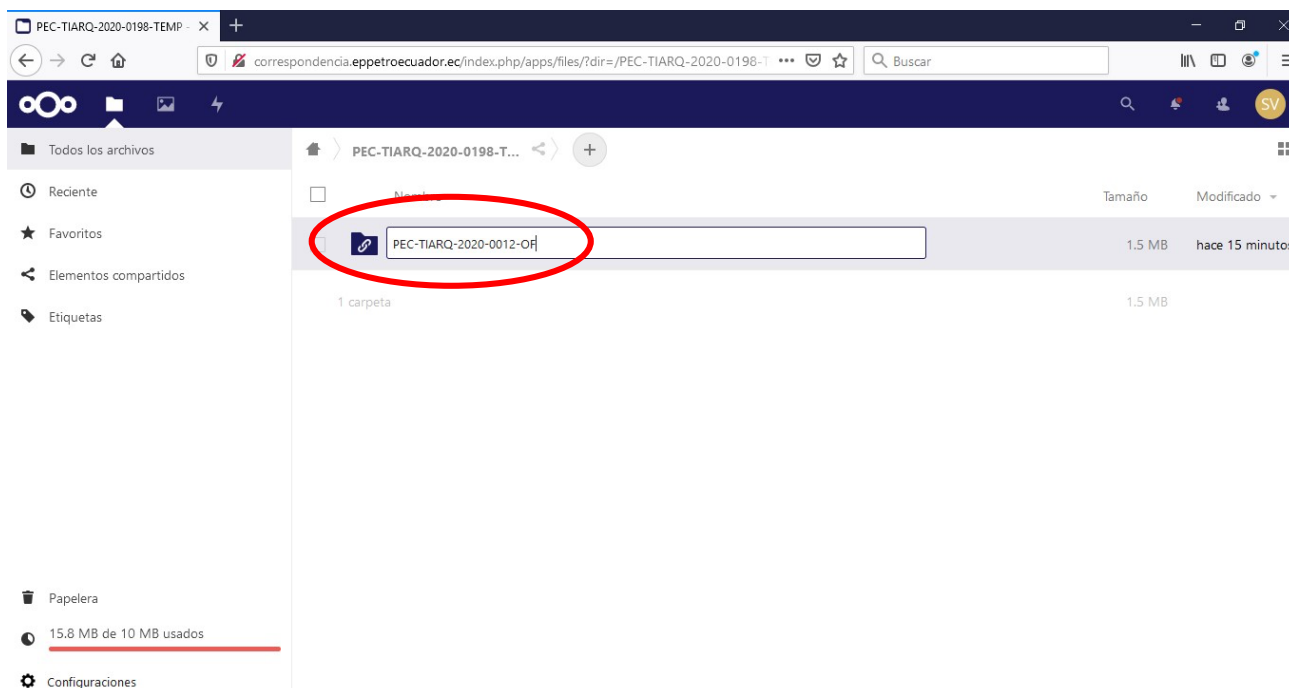 PEC-TIARQ-2020-0198-TEMP -
correspondencia.eppetroecuador.ec/index.php/apps/files/?dir=/PEC-TIARQ-2020-0198-T
Buscar
SV
Todos los archivos
PEC-TIARQ-2020-0198-T...
Reciente
Nombre
Tamaño
Modificado
Favoritos
PEC-TIARQ-2020-0012-OF
1.5 MB
hace 15 minutos
Elementos compartidos
1 carpeta
1.5 MB
Etiquetas
Papelera
15.8 MB de 10 MB usados
Configuraciones